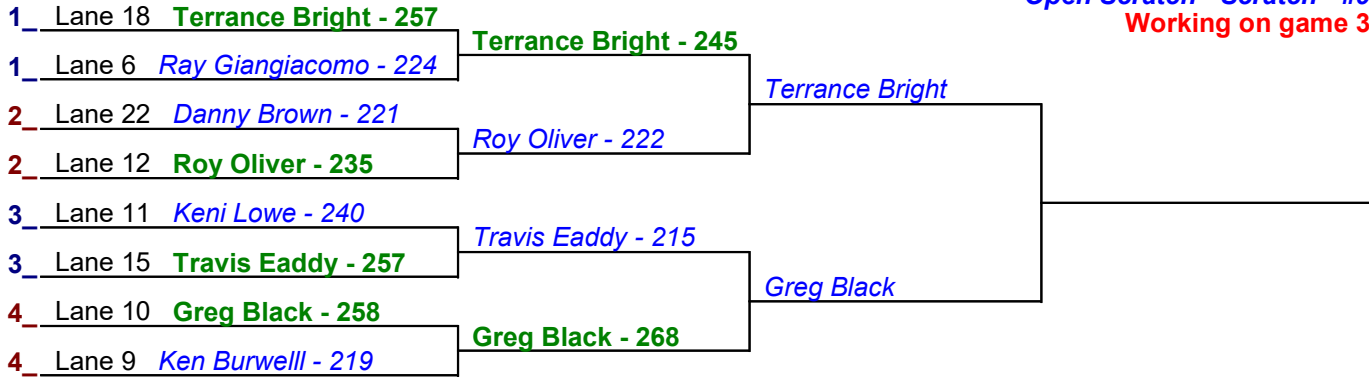 1_ Lane 18 Terrance Bright - 257
1_ Lane 6 Ray Giangiacomo - 224
2_ Lane 22 Danny Brown - 221
2_ Lane 12 Roy Oliver - 235
3_ Lane 11 Keni Lowe - 240
3_ Lane 15 Travis Eaddy - 257
4_ Lane 10 Greg Black - 258
4_ Lane 9 Ken Burwelll - 219
Terrance Bright - 245
Roy Oliver - 222
Travis Eaddy - 215
Greg Black - 268
Terrance Bright
Greg Black
Open Scratch - Scratch
Working on game 3